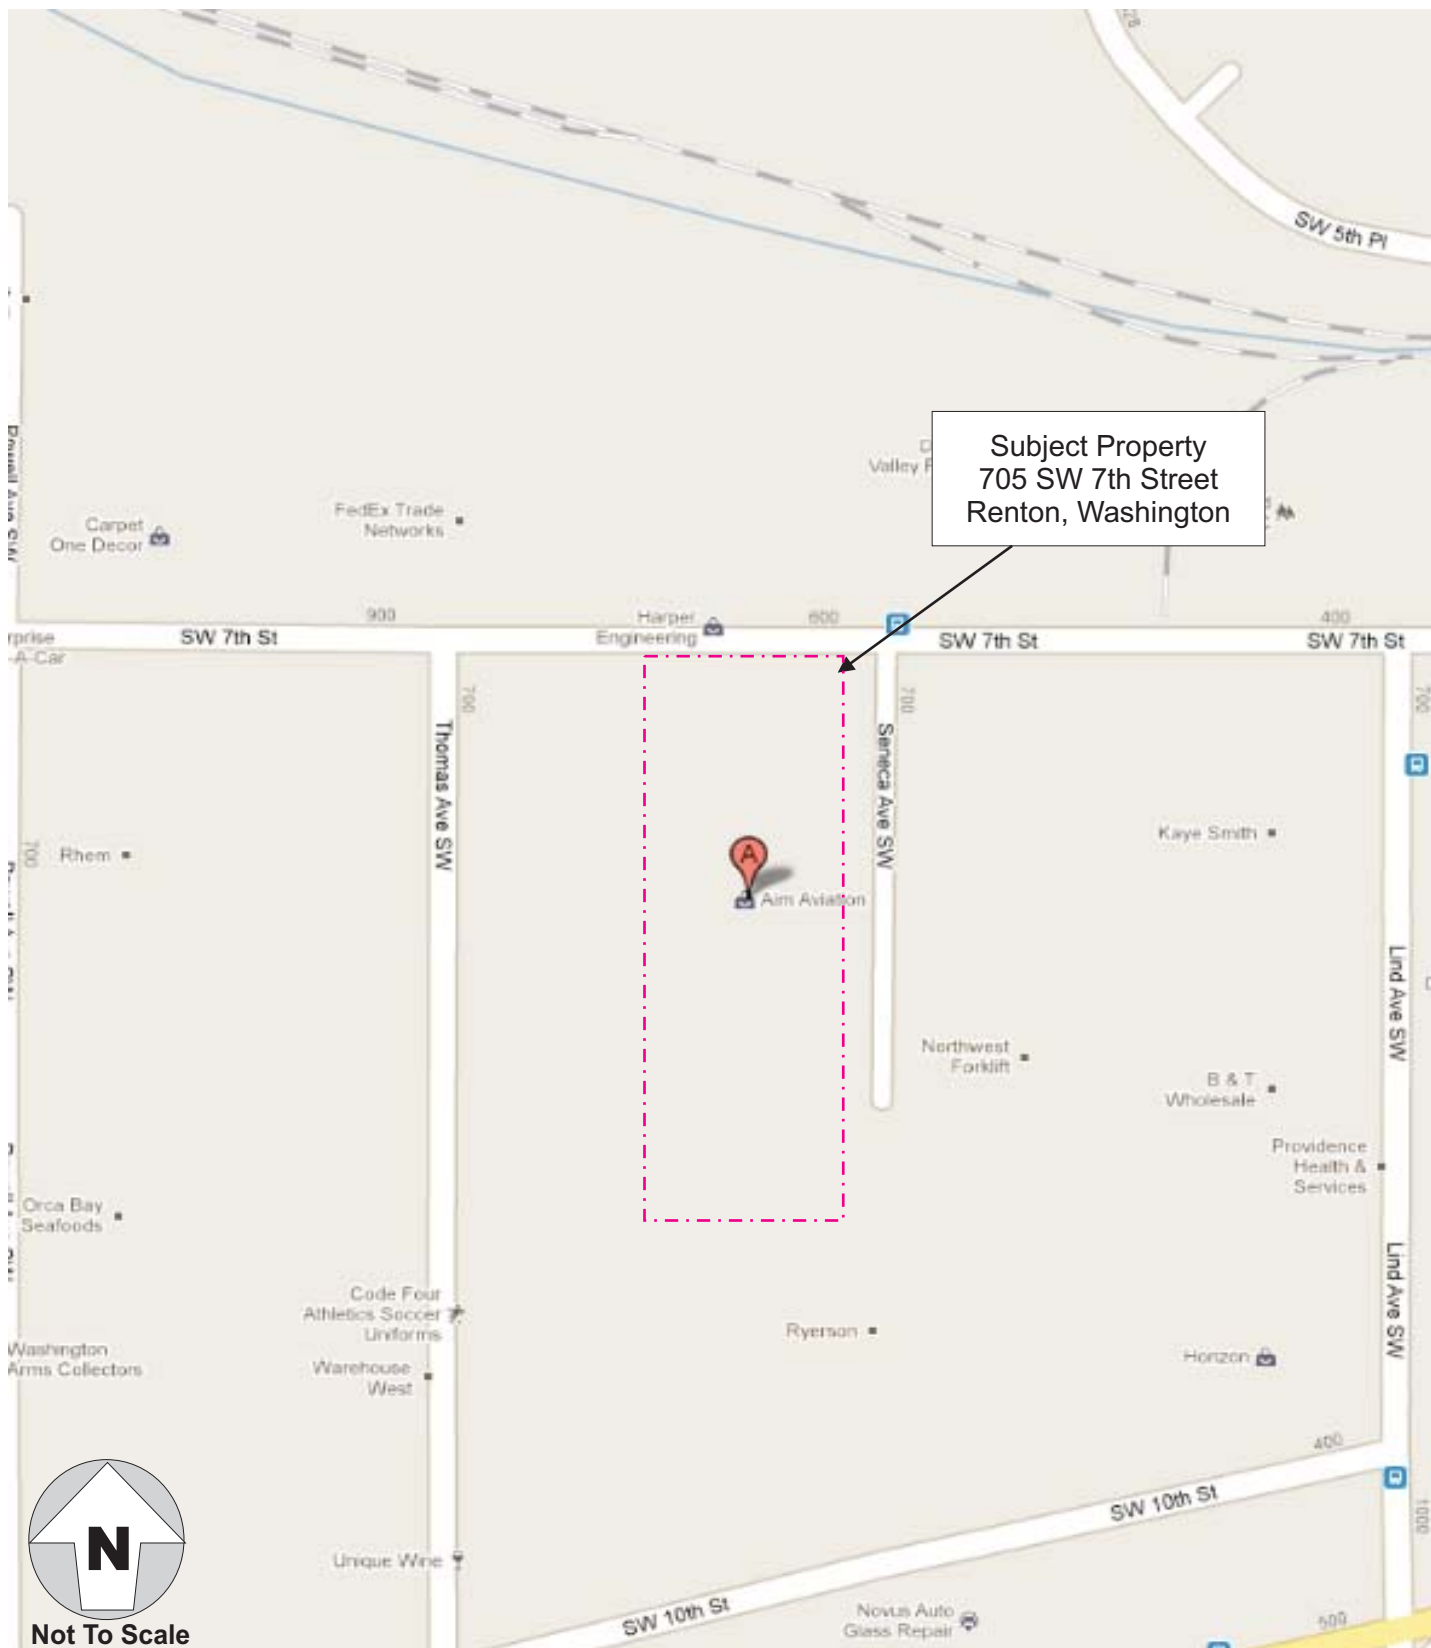 SW 5th Pl
Subject Property
705 SW 7th Street
Renton, Washington
Valley
FedEx Trade
Networks
Carpet
One Decor
900
Harper
Engineering
600
400
SW 7th St
SW 7th St
SW 7th St
A-Car
700
700
700
Thomas Ave SW
Seneca Ave SW
Kaye Smith
700
Rhem
A
Aim Aviation
Lind Ave SW
Northwest
Forklift
B & T
Wholesale
Providence
Health &
Services
Orca Bay
Seafoods
Lind Ave SW
Code Four
Athletics Soccer
Uniforms
Ryerson
Washington
Arms Collectors
Warehouse
West
Horizon
400
SW 10th St
1000
N
Unique Wine
SW 10th St
Novus Auto
Glass Repair
500
Not To Scale